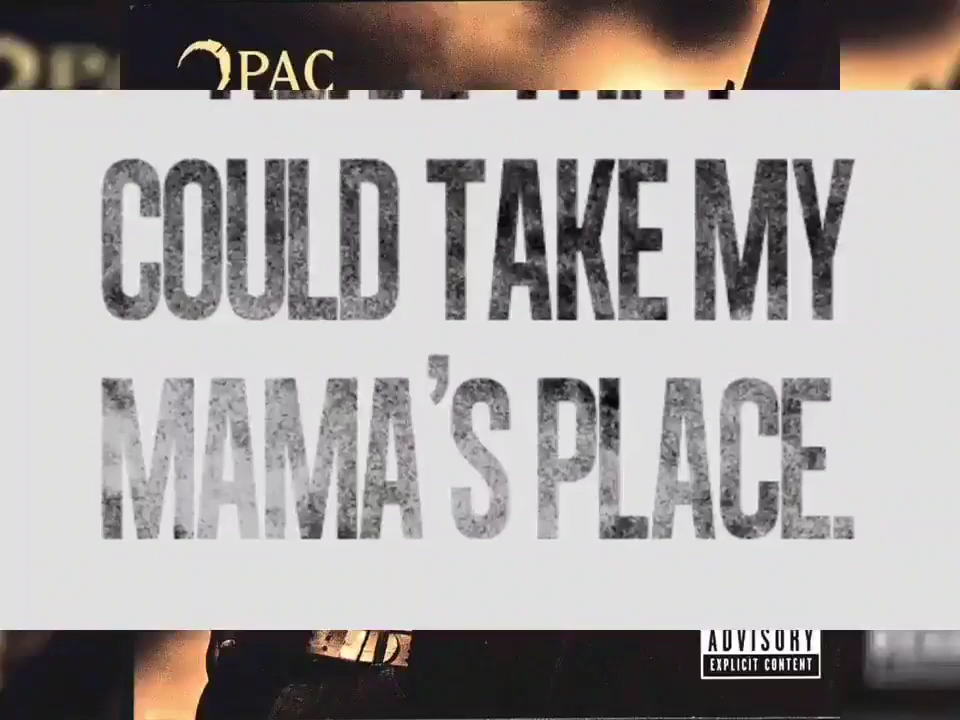 2PAC
COULD TAKE MY
MAMA'S PLACE.
ADVISORY
EXPLICIT CONTENT